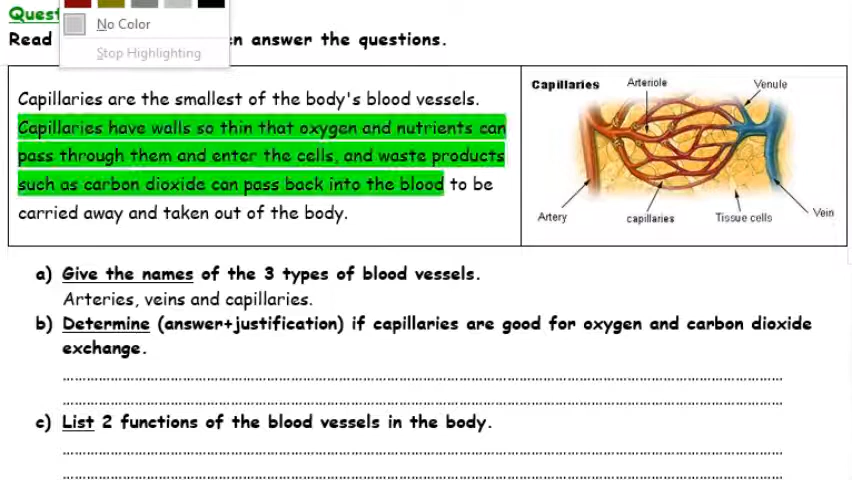 Quest
No Color
Read en answer the questions.
Stop Highlighting
Capillaries are the smallest of the body's blood vessels.
Capillaries have walls so thin that oxygen and nutrients can
pass through them and enter the cells, and waste products
such as carbon dioxide can pass back into the blood to be
carried away and taken out of the body.
Capillaries Arteriole Venule
Artery capillaries Tissue cells Vein
a) Give the names of the 3 types of blood vessels.
Arteries, veins and capillaries.
b) Determine (answer+justification) if capillaries are good for oxygen and carbon dioxide
exchange.
c) List 2 functions of the blood vessels in the body.